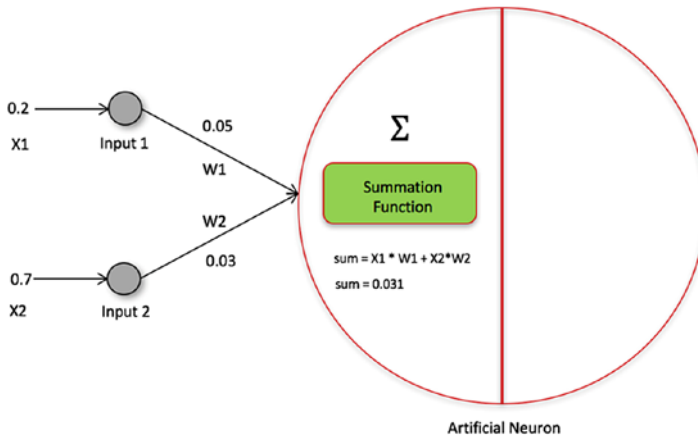 0.2
X1
Input 1
0.05
W1
W2
0.03
0.7
X2
Input 2
Σ
Summation
Function
sum = X1 * W1 + X2*W2
sum = 0.031
Artificial Neuron